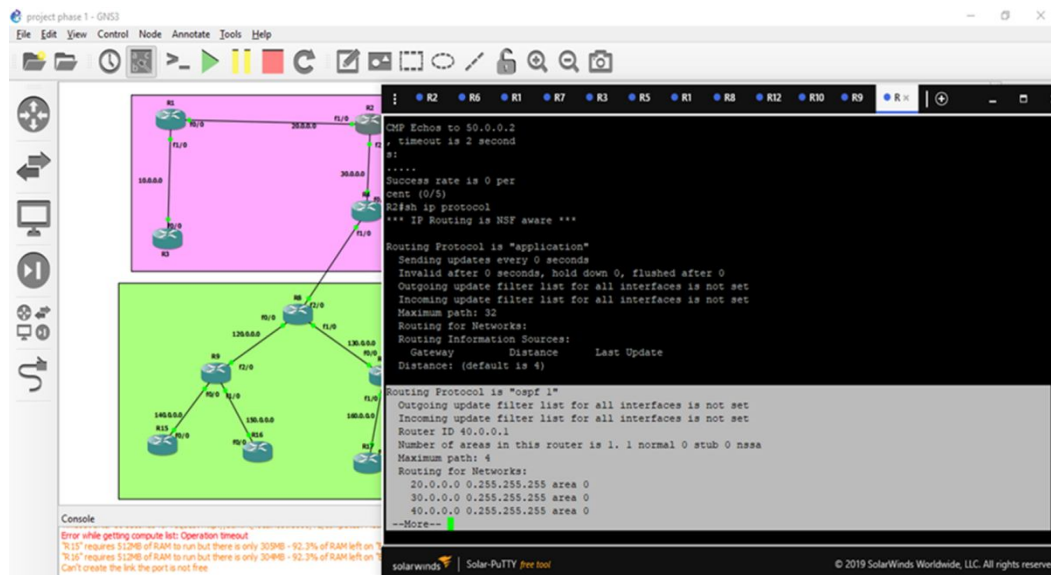 project phase 1 - GNS3
File Edit View Control Node Annotate Tools Help
R2 R6 R1 R7 R3 R5 R1 R8 R12 R10 R9 R
R1
f0/0
20.0.0.0
f1/0
R2
f1/0
10.0.0.0
30.0.0.0
f0/0
R3
f1/0
R8
f2/0
f0/0
f1/0
120.0.0.0
130.0.0.0
f0/0
R9
f2/0
f0/0
f1/0
f1/0
140.0.0.0
150.0.0.0
160.0.0.0
R15
f0/0
R16
f0/0
R17
CMP Echos to 50.0.0.2
, timeout is 2 second
s:
.....
Success rate is 0 per
cent (0/5)
R2#sh ip protocol
*** IP Routing is NSF aware ***
Routing Protocol is "application"
Sending updates every 0 seconds
Invalid after 0 seconds, hold down 0, flushed after 0
Outgoing update filter list for all interfaces is not set
Incoming update filter list for all interfaces is not set
Maximum path: 32
Routing for Networks:
Routing Information Sources:
Gateway Distance Last Update
Distance: (default is 4)
Routing Protocol is "ospf 1"
Outgoing update filter list for all interfaces is not set
Incoming update filter list for all interfaces is not set
Router ID 40.0.0.1
Number of areas in this router is 1. 1 normal 0 stub 0 nssa
Maximum path: 4
Routing for Networks:
20.0.0.0 0.255.255.255 area 0
30.0.0.0 0.255.255.255 area 0
40.0.0.0 0.255.255.255 area 0
--More--
Console
Error while getting compute list: Operation timeout
"R15" requires 512MB of RAM to run but there is only 305MB - 92.3% of RAM left on
"R16" requires 512MB of RAM to run but there is only 304MB - 92.3% of RAM left on
Can't create the link the port is not free
solarwinds Solar-PuTTY free tool © 2019 SolarWinds Worldwide, LLC. All rights reserve